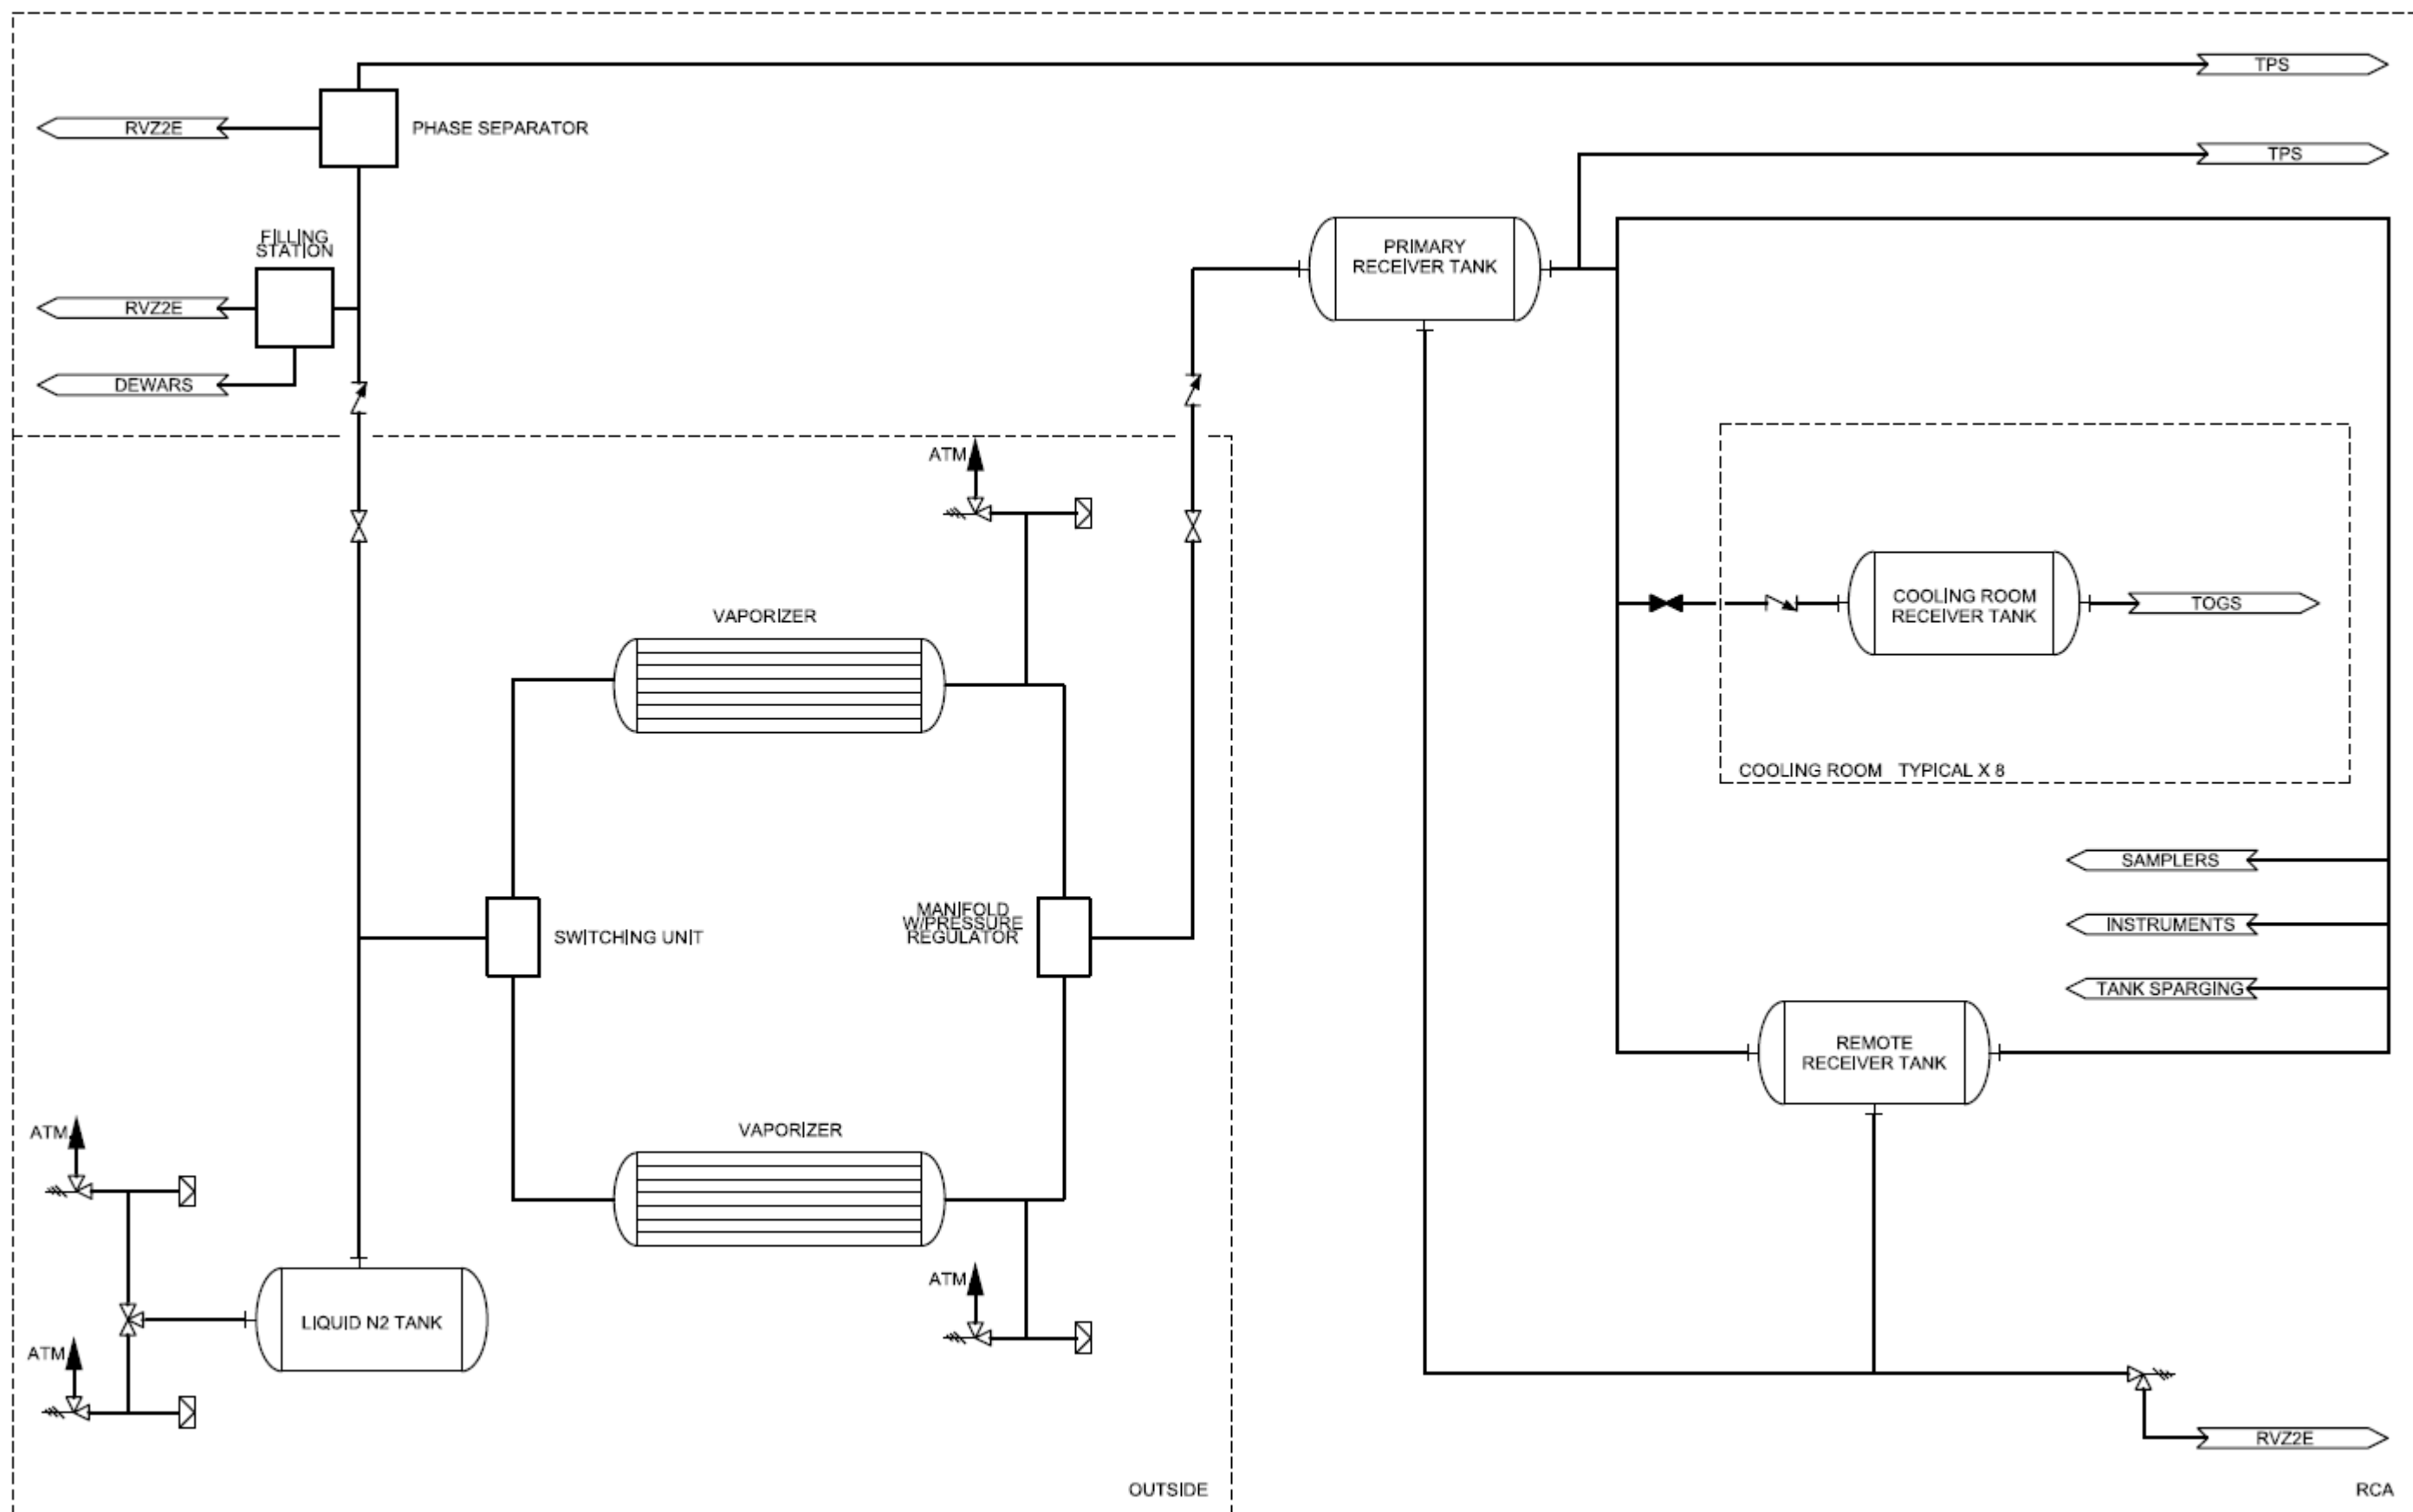 TPS
RVZ2E
PHASE SEPARATOR
TPS
FILLING
STATION
PRIMARY
RECEIVER TANK
RVZ2E
DEWARS
ATM
COOLING ROOM
RECEIVER TANK
TOGS
VAPORIZER
COOLING ROOM TYPICAL X 8
SAMPLERS
MANIFOLD
W/PRESSURE
REGULATOR
SWITCHING UNIT
INSTRUMENTS
TANK SPARGING
REMOTE
RECEIVER TANK
ATM
VAPORIZER
ATM
LIQUID N2 TANK
ATM
RVZ2E
OUTSIDE
RCA